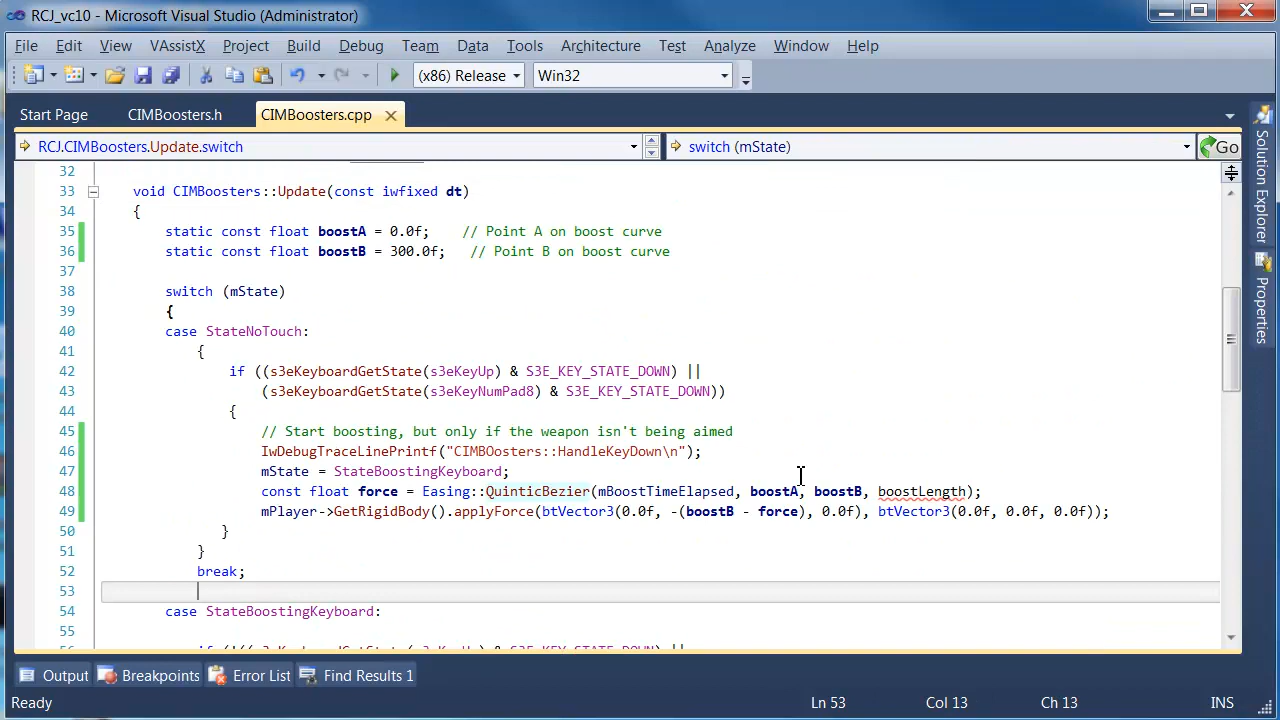 RCJ_vc10 - Microsoft Visual Studio (Administrator)
File Edit View VAssistX Project Build Debug Team Data Tools Architecture Test Analyze Window Help
(x86) Release Win32
Start Page CIMBoosters.h CIMBoosters.cpp
RCJ.CIMBoosters.Update.switch switch (mState) Go
32
33 void CIMBoosters::Update(const iwfixed dt)
34 {
35 static const float boostA = 0.0f; // Point A on boost curve
36 static const float boostB = 300.0f; // Point B on boost curve
37
38 switch (mState)
39 {
40 case StateNoTouch:
41 {
42 if ((s3eKeyboardGetState(s3eKeyUp) & S3E_KEY_STATE_DOWN) ||
43 (s3eKeyboardGetState(s3eKeyNumPad8) & S3E_KEY_STATE_DOWN))
44 {
45 // Start boosting, but only if the weapon isn't being aimed
46 IwDebugTraceLinePrintf("CIMBOosters::HandleKeyDown\n");
47 mState = StateBoostingKeyboard;
48 const float force = Easing::QuinticBezier(mBoostTimeElapsed, boostA, boostB, boostLength);
49 mPlayer->GetRigidBody().applyForce(btVector3(0.0f, -(boostB - force), 0.0f), btVector3(0.0f, 0.0f, 0.0f));
50 }
51 }
52 break;
53
54 case StateBoostingKeyboard:
55
Solution Explorer
Properties
Output Breakpoints Error List Find Results 1
Ready Ln 53 Col 13 Ch 13 INS